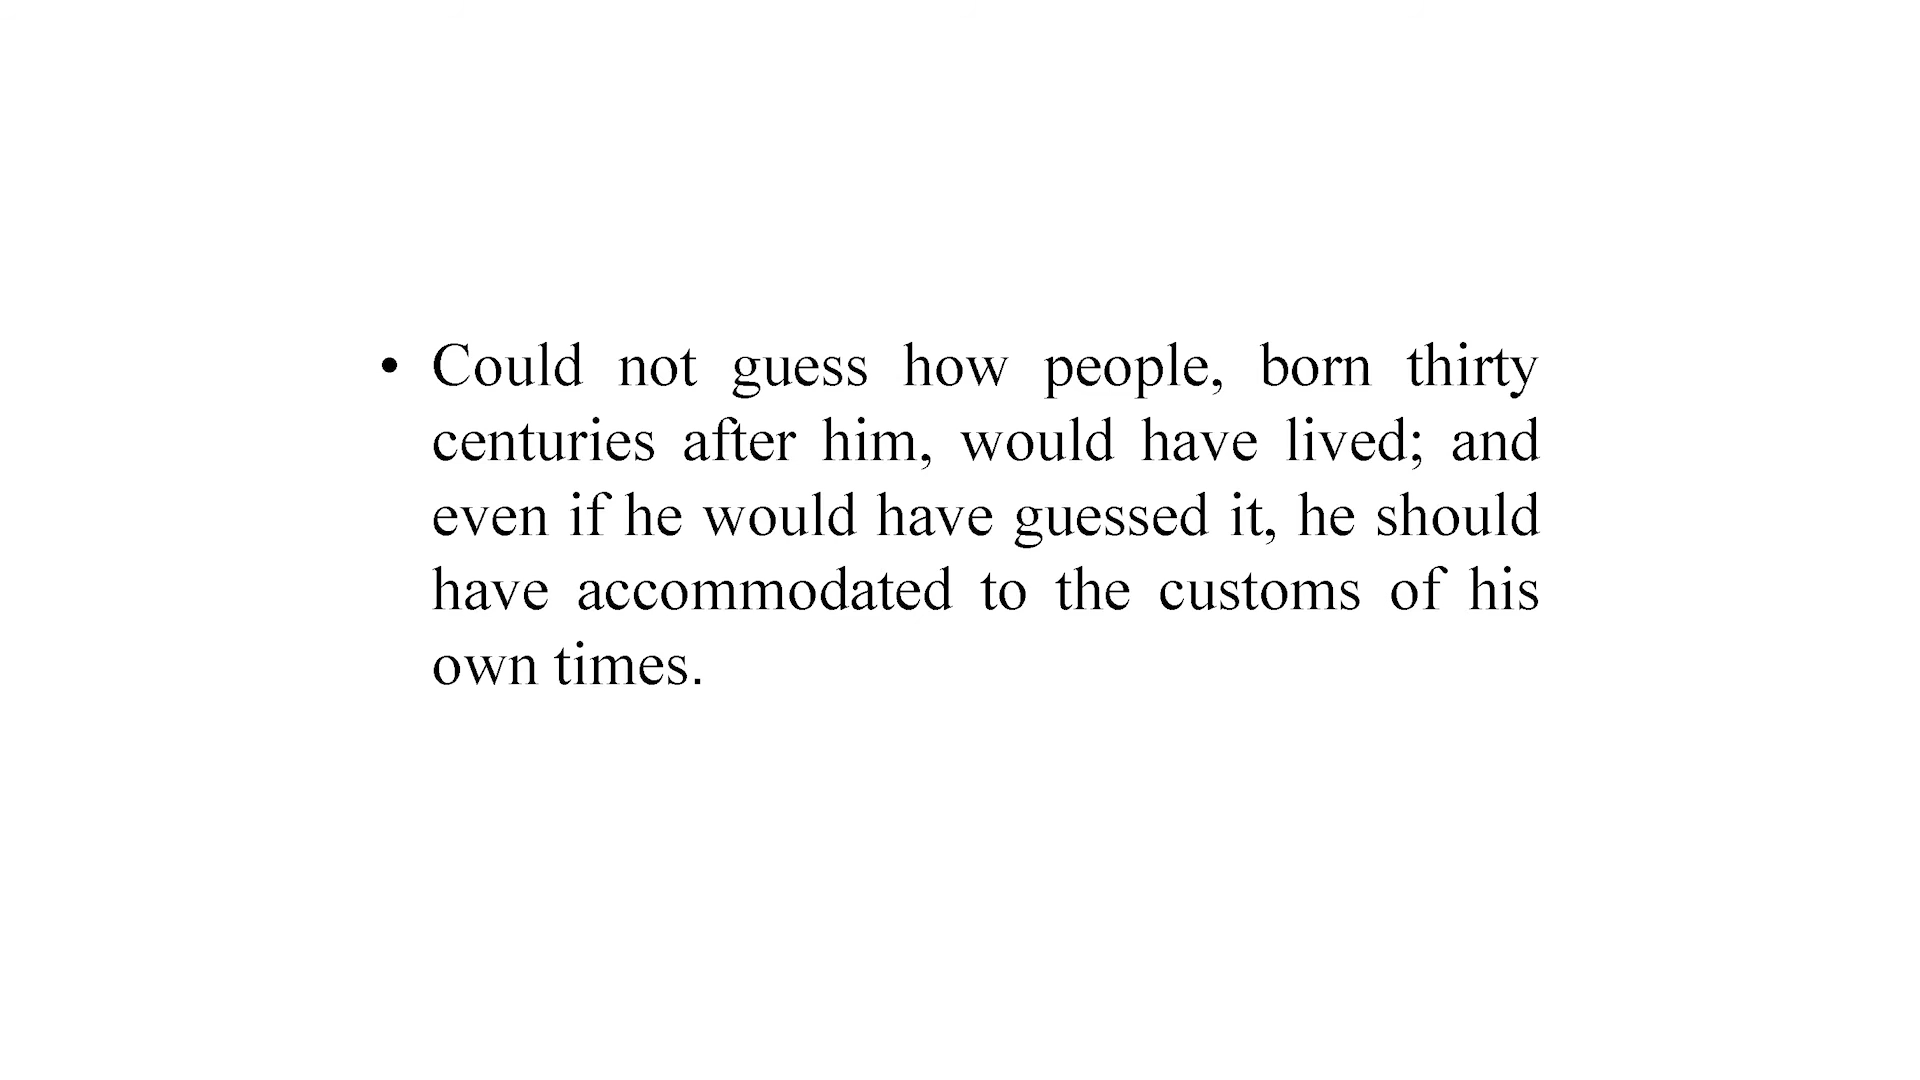 • Could not guess how people, born thirty
centuries after him, would have lived; and
even if he would have guessed it, he should
have accommodated to the customs of his
own times.